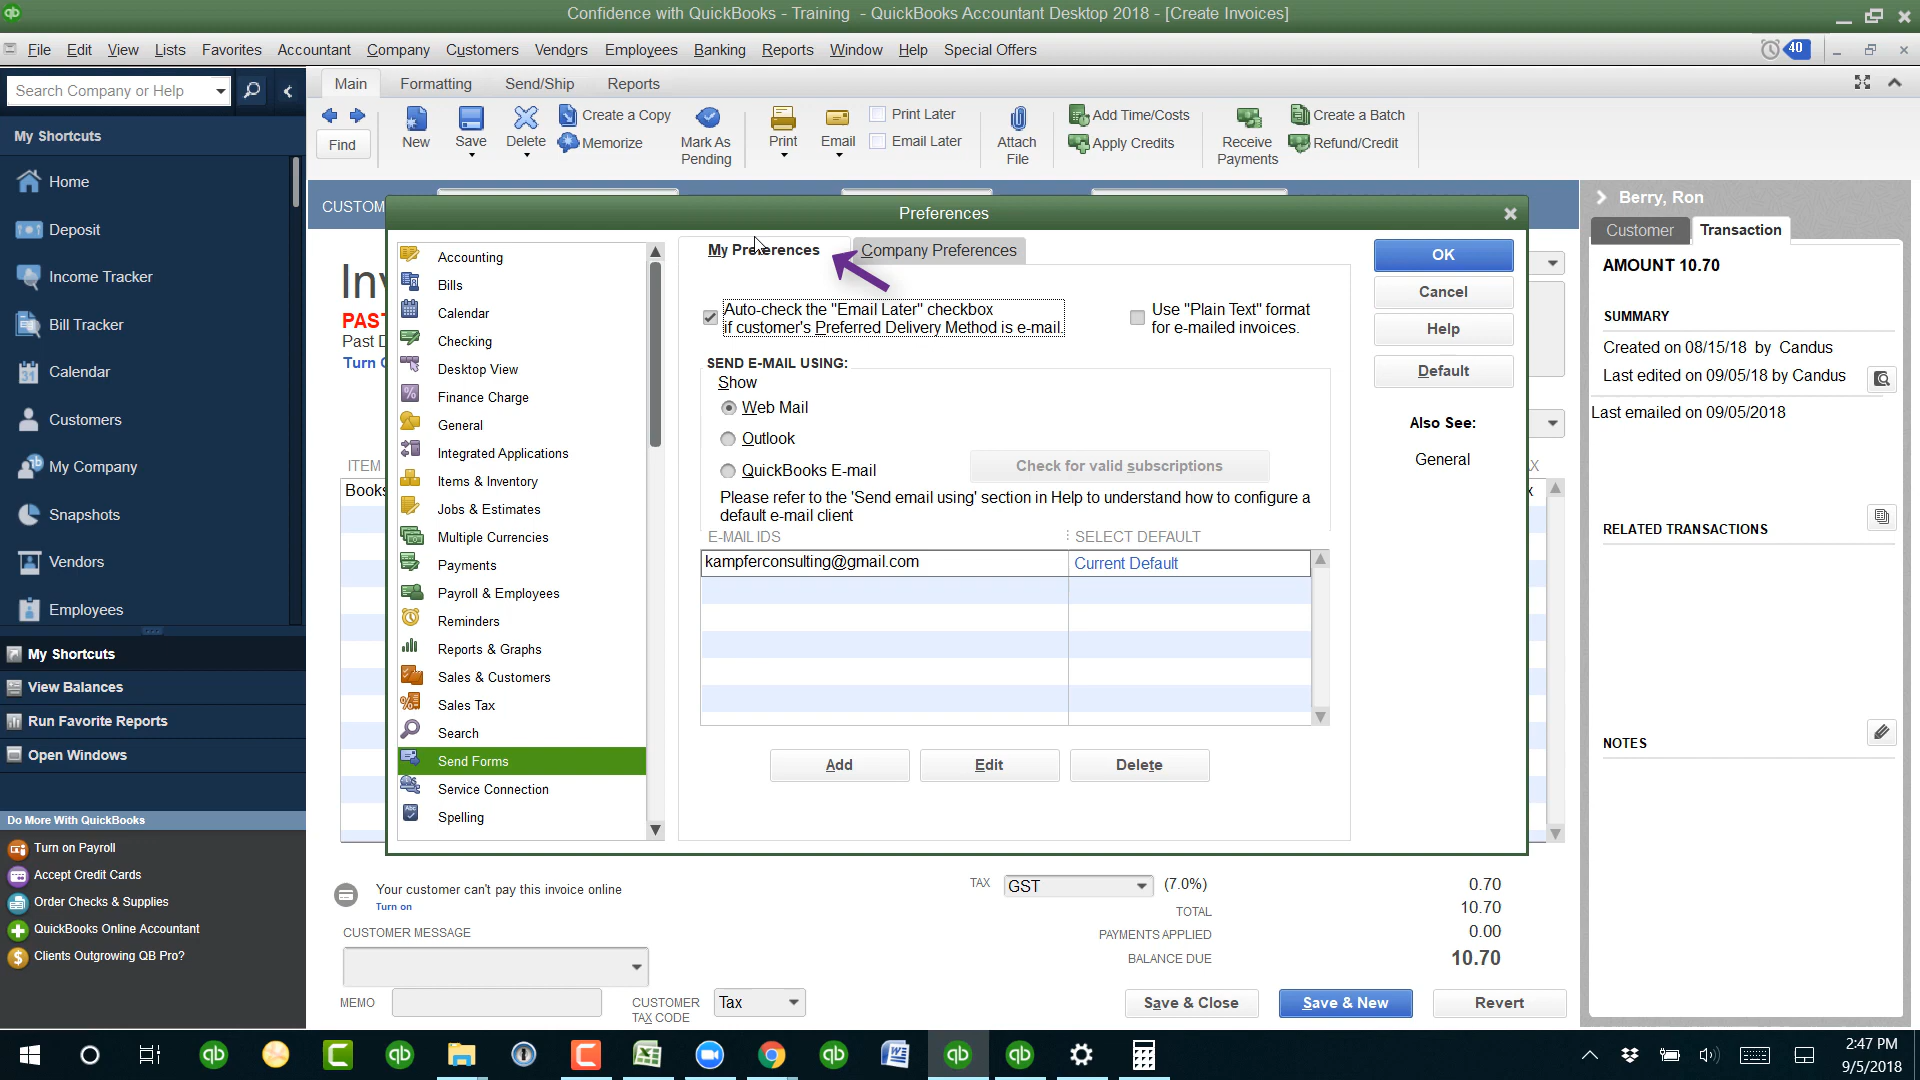 Confidence with QuickBooks - Training - QuickBooks Accountant Desktop 2018 - [Create Invoices]
File Edit View Lists Favorites Accountant Company Customers Vendors Employees Banking Reports Window Help Special Offers
40
Search Company or Help
Main Formatting Send/Ship Reports
Find
New
Save
Delete
Create a Copy
Memorize
Mark As
Pending
Print
Email
Print Later
Email Later
Attach
File
Add Time/Costs
Apply Credits
Receive
Payments
Create a Batch
Refund/Credit
My Shortcuts
Home
Deposit
Income Tracker
Bill Tracker
Calendar
31
Customers
My Company
Snapshots
Vendors
Employees
My Shortcuts
View Balances
Run Favorite Reports
Open Windows
Do More With QuickBooks
Turn on Payroll
Accept Credit Cards
Order Checks & Supplies
QuickBooks Online Accountant
Clients Outgrowing QB Pro?
CUSTOM
Inv
PAST
Past D
Turn
ITEM
Books
Preferences
Accounting
Bills
Calendar
Checking
Desktop View
Finance Charge
General
Integrated Applications
Items & Inventory
Jobs & Estimates
Multiple Currencies
Payments
Payroll & Employees
Reminders
Reports & Graphs
Sales & Customers
Sales Tax
Search
Send Forms
Service Connection
Spelling
My Preferences Company Preferences
Auto-check the "Email Later" checkbox
if customer's Preferred Delivery Method is e-mail.
Use "Plain Text" format
for e-mailed invoices.
SEND E-MAIL USING:
Show
Web Mail
Outlook
QuickBooks E-mail
Check for valid subscriptions
Please refer to the 'Send email using' section in Help to understand how to configure a
default e-mail client
E-MAIL IDS SELECT DEFAULT
kampferconsulting@gmail.com Current Default
Add Edit Delete
OK
Cancel
Help
Default
Also See:
General
Berry, Ron
Customer Transaction
AMOUNT 10.70
SUMMARY
Created on 08/15/18 by Candus
Last edited on 09/05/18 by Candus
Last emailed on 09/05/2018
RELATED TRANSACTIONS
NOTES
X
x
Your customer can't pay this invoice online
Turn on
CUSTOMER MESSAGE
MEMO
CUSTOMER
TAX CODE
Tax
TAX GST (7.0%) 0.70
TOTAL 10.70
PAYMENTS APPLIED 0.00
BALANCE DUE 10.70
Save & Close Save & New Revert
2:47 PM
9/5/2018